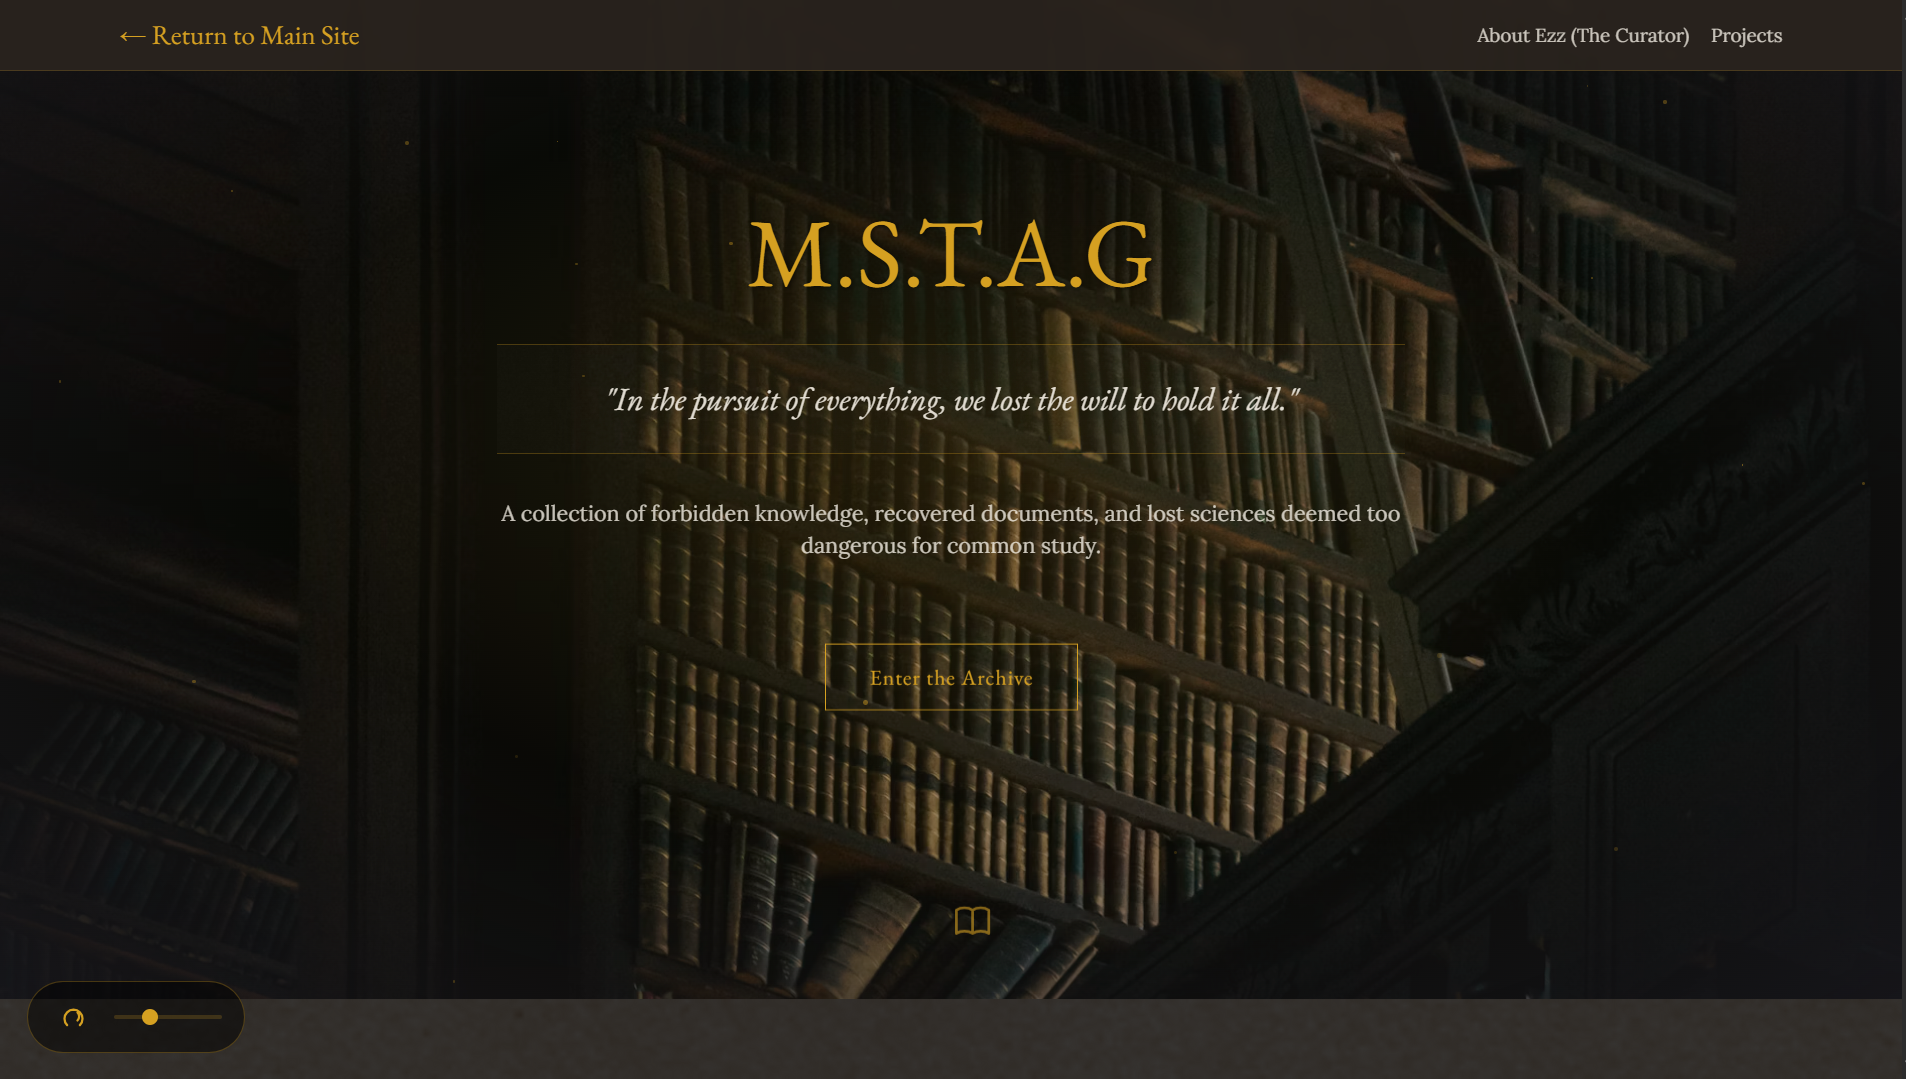 ← Return to Main Site
About Ezz (The Curator)
Projects
M.S.T.A.G
"In the pursuit of everything, we lost the will to hold it all."
A collection of forbidden knowledge, recovered documents, and lost sciences deemed too
dangerous for common study.
Enter the Archive